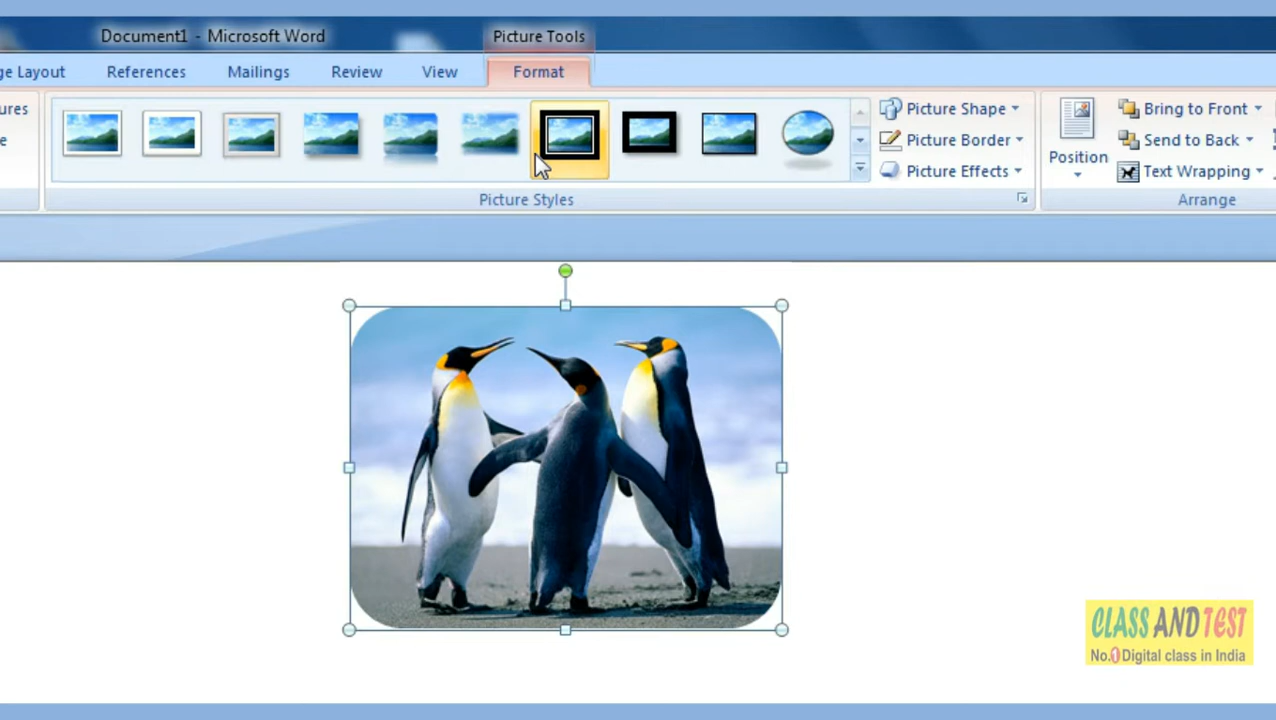 Document1 - Microsoft Word
Picture Tools
ge Layout
References
Mailings
Review
View
Format
ures
e
Picture Shape
Picture Border
Picture Effects
Picture Styles
Position
Bring to Front
Send to Back
Text Wrapping
Arrange
CLASS AND TEST
No.1 Digital class in India